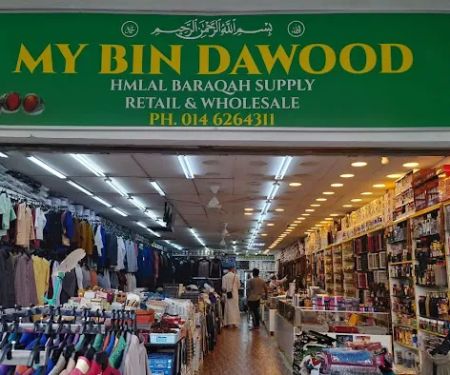 بسم الله الرحمن الرحيم
MY BIN DAWOOD
HMLAL BARAQAH SUPPLY
RETAIL & WHOLESALE
PH. 014 6264311